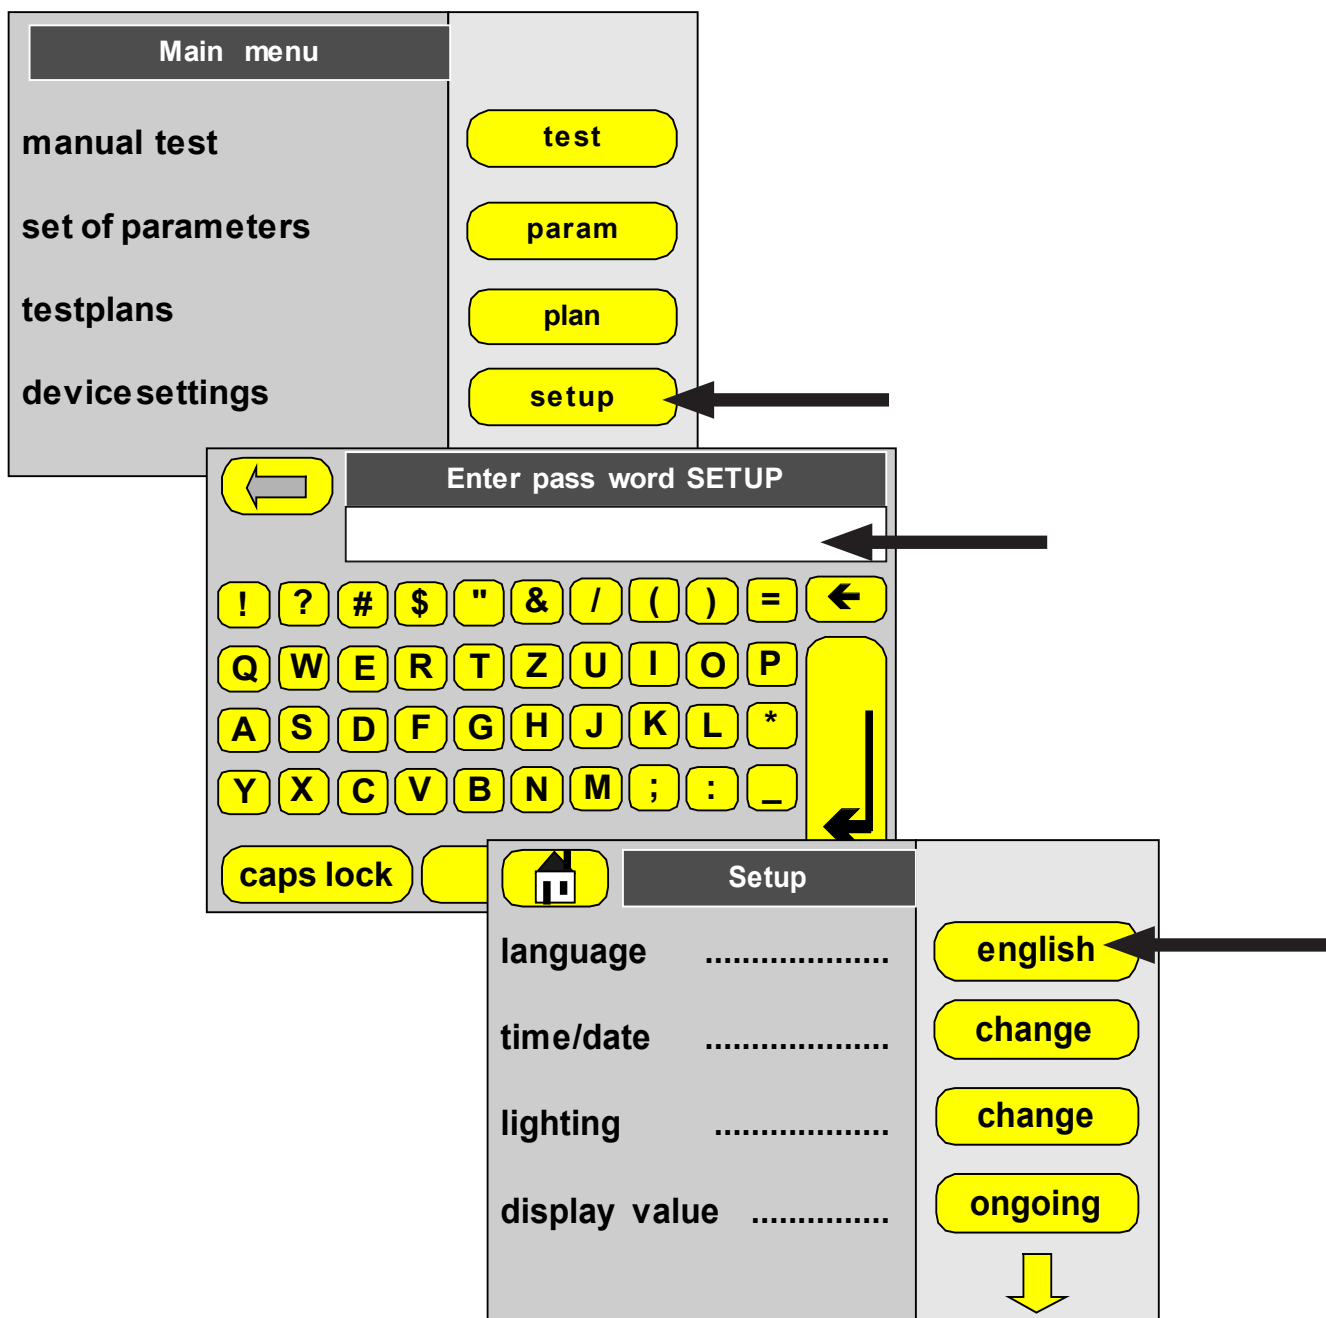 Main menu
manual test test
set of parameters param
testplans plan
device settings setup
Enter pass word SETUP
! ? # $ " & / ( ) =
Q W E R T Z U I O P
A S D F G H J K L *
Y X C V B N M ; : _
caps lock
Setup
language .................... english
time/date .................... change
lighting ................... change
display value ............... ongoing